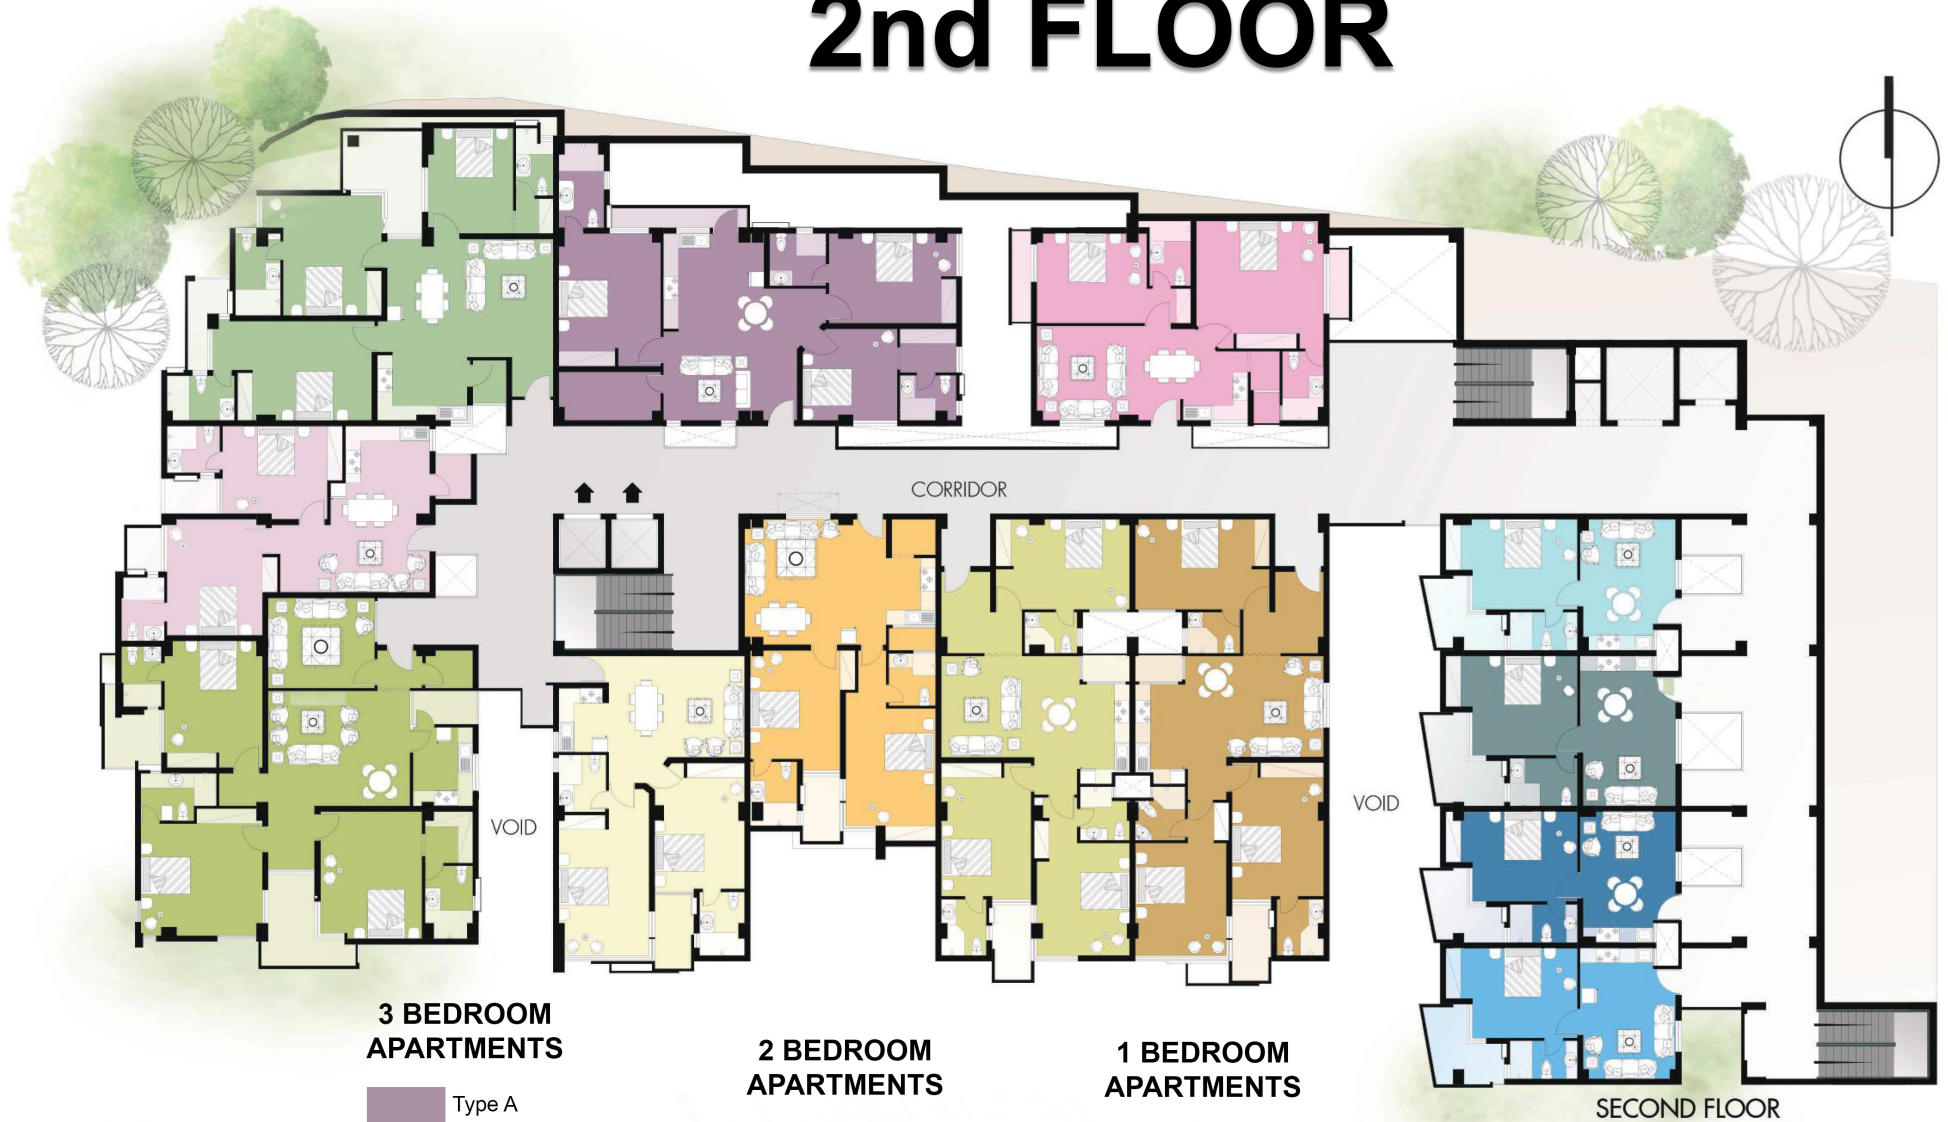 2nd FLOOR
CORRIDOR
VOID
VOID
3 BEDROOM
APARTMENTS
Type A
2 BEDROOM
APARTMENTS
1 BEDROOM
APARTMENTS
SECOND FLOOR